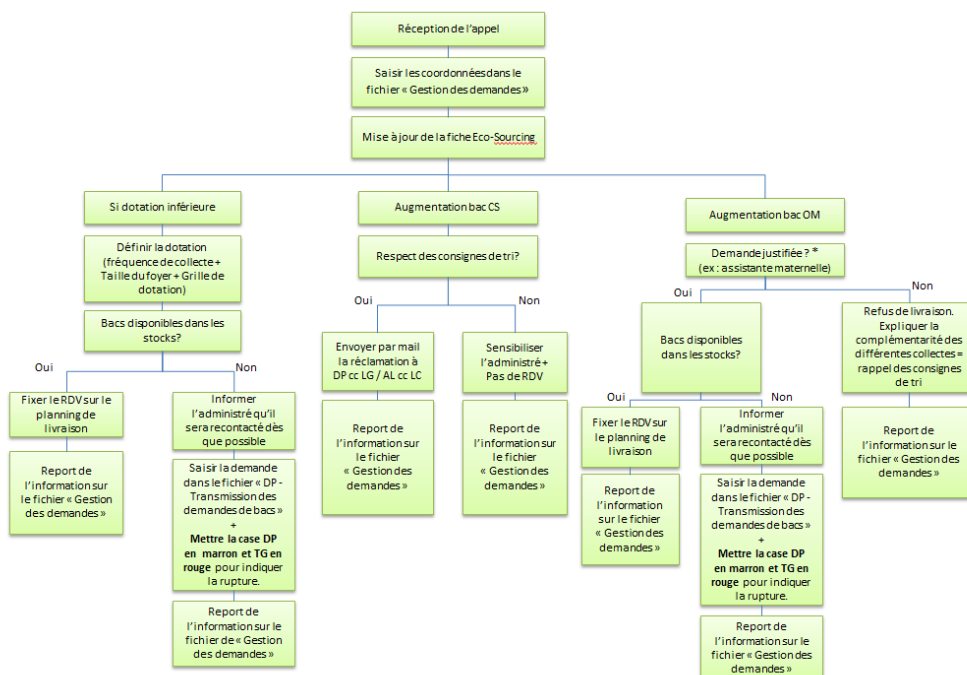 Réception de l'appel
Saisir les coordonnées dans le
fichier « Gestion des demandes »
Mise à jour de la fiche Eco-Sourcing
Si dotation inférieure
Définir la dotation
(fréquence de collecte +
Taille du foyer + Grille de
dotation)
Bacs disponibles dans les
stocks?
Oui
Non
Fixer le RDV sur le
planning de
livraison
Report de
l'information sur
le fichier « Gestion
des demandes »
Informer
l'administré qu'il
sera recontacté dès
que possible
Saisir la demande
dans le fichier « DP -
Transmission des
demandes de bacs »
+
Mettre la case DP
en marron et TG en
rouge pour indiquer
la rupture.
Report de
l'information sur le
fichier de « Gestion
des demandes »
Augmentation bac CS
Respect des consignes de tri?
Oui
Non
Envoyer par mail
la réclamation à
DP cc LG / AL cc LC
Report de
l'information sur
le fichier
« Gestion des
demandes »
Sensibiliser
l'administré +
Pas de RDV
Report de
l'information sur
le fichier
« Gestion des
demandes »
Augmentation bac OM
Demande justifiée ? *
(ex : assistante maternelle)
Oui
Non
Bacs disponibles
dans les stocks?
Oui
Non
Fixer le RDV sur
le planning de
livraison
Report de
l'information
sur le fichier
« Gestion des
demandes »
Informer
l'administré qu'il
sera recontacté dès
que possible
Saisir la demande
dans le fichier « DP -
Transmission des
demandes de bacs »
+
Mettre la case DP
en marron et TG en
rouge pour indiquer
la rupture.
Report de
l'information sur le
fichier « Gestion des
demandes »
Refus de livraison.
Expliquer la
complémentarité des
différentes collectes =
rappel des consignes
de tri
Report de
l'information sur le
fichier « Gestion des
demandes »